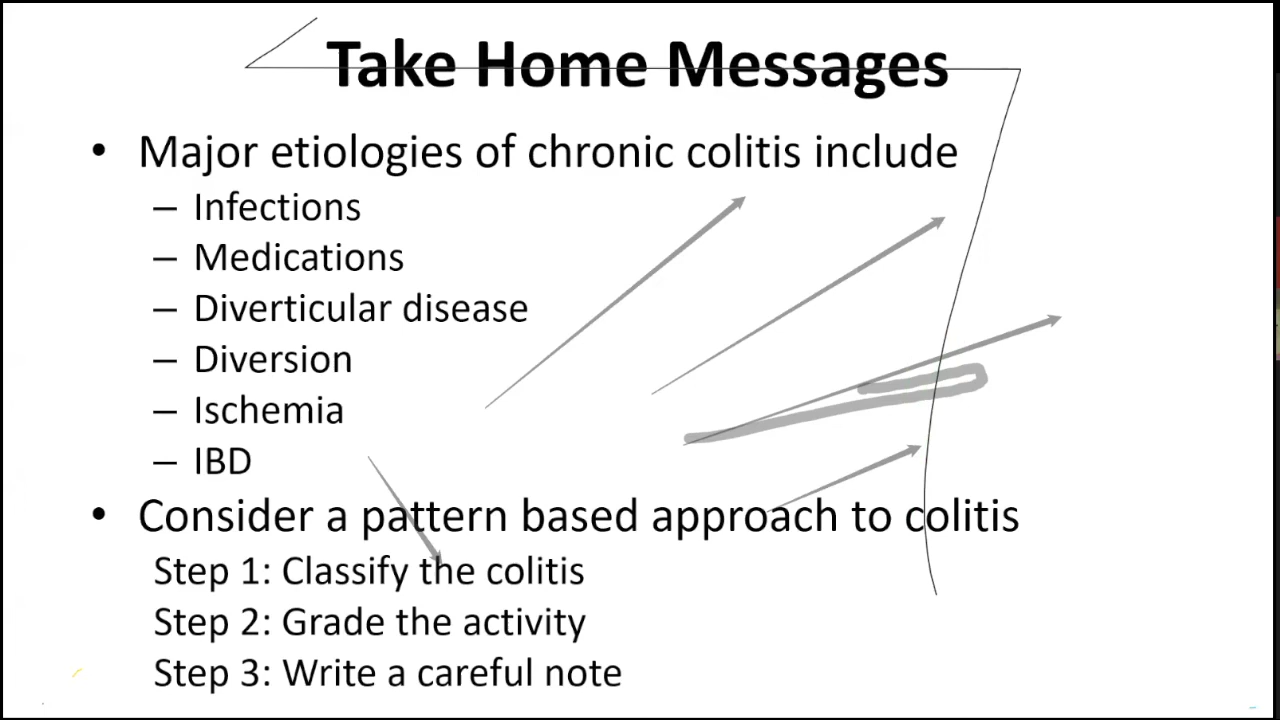 Take Home Messages
• Major etiologies of chronic colitis include
– Infections
– Medications
– Diverticular disease
– Diversion
– Ischemia
– IBD
• Consider a pattern based approach to colitis
Step 1: Classify the colitis
Step 2: Grade the activity
Step 3: Write a careful note